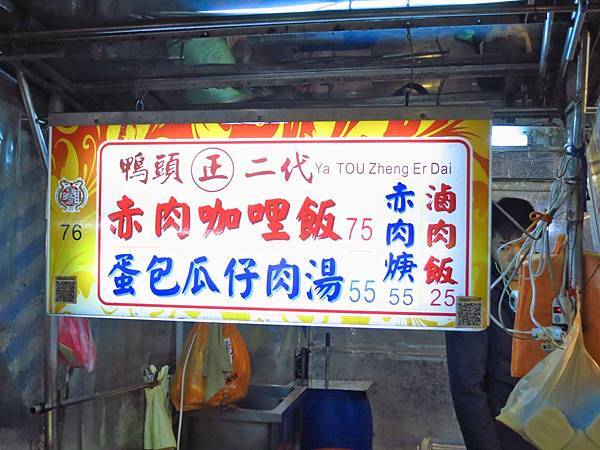 鴨頭 正 二代 Ya TOU Zheng Er Dai
赤肉咖哩飯 75
蛋包瓜仔肉湯 55
赤肉焿 55
滷肉飯 25
76